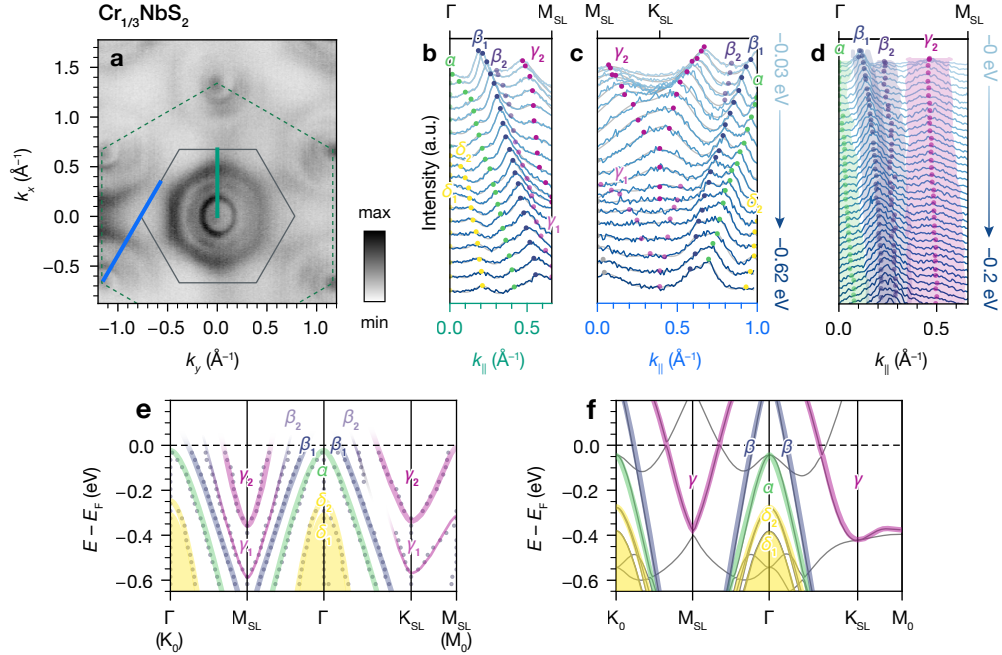 Cr1/3NbS2
a
1.5
1.0
0.5
0.0
−0.5
kx (Å−1)
−1.0 −0.5 0.0 0.5 1.0
ky (Å−1)
max
min
Γ MSL
b
β1
α
β2
γ2
δ2
δ1
γ1
Intensity (a.u.)
0.0 0.5
k|| (Å−1)
MSL KSL
c
γ2
β2
β1
α
γ1
δ2
0.0 0.5 1.0
k|| (Å−1)
−0.03 eV
−0.62 eV
Γ MSL
d
β1
α
β2
γ2
0.0 0.5
k|| (Å−1)
−0 eV
−0.2 eV
e
β2 β2
β1 β1
α
γ2 γ2
δ2
δ1
γ1 γ1
0.0
−0.2
−0.4
−0.6
E − EF (eV)
Γ MSL Γ KSL MSL
(K0) (M0)
f
β β
α
γ γ
δ2
δ1
0.0
−0.2
−0.4
−0.6
E − EF (eV)
K0 MSL Γ KSL M0